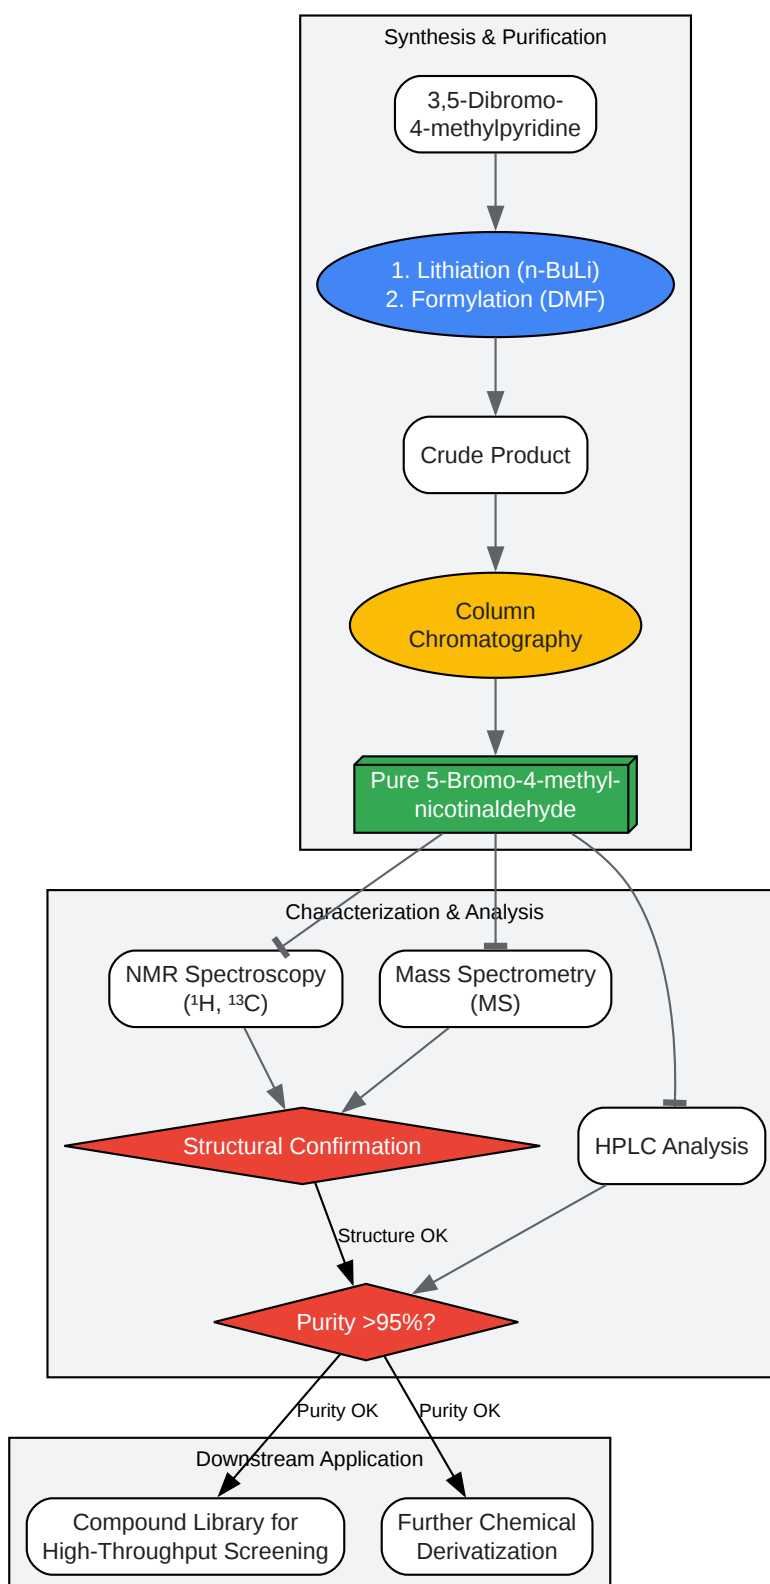 Synthesis & Purification
3,5-Dibromo-
4-methylpyridine
1. Lithiation (n-BuLi)
2. Formylation (DMF)
Crude Product
Column
Chromatography
Pure 5-Bromo-4-methyl-
nicotinaldehyde
Characterization & Analysis
NMR Spectroscopy
(¹H, ¹³C)
Mass Spectrometry
(MS)
Structural Confirmation
HPLC Analysis
Structure OK
Purity >95%?
Purity OK
Purity OK
Downstream Application
Compound Library for
High-Throughput Screening
Further Chemical
Derivatization